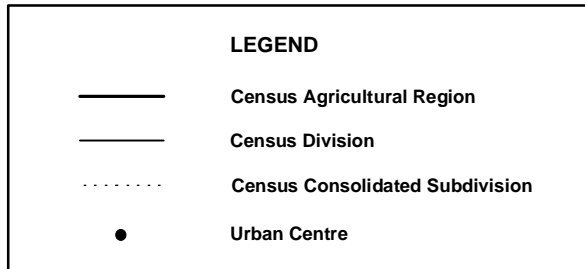 LEGEND
Census Agricultural Region
Census Division
Census Consolidated Subdivision
Urban Centre